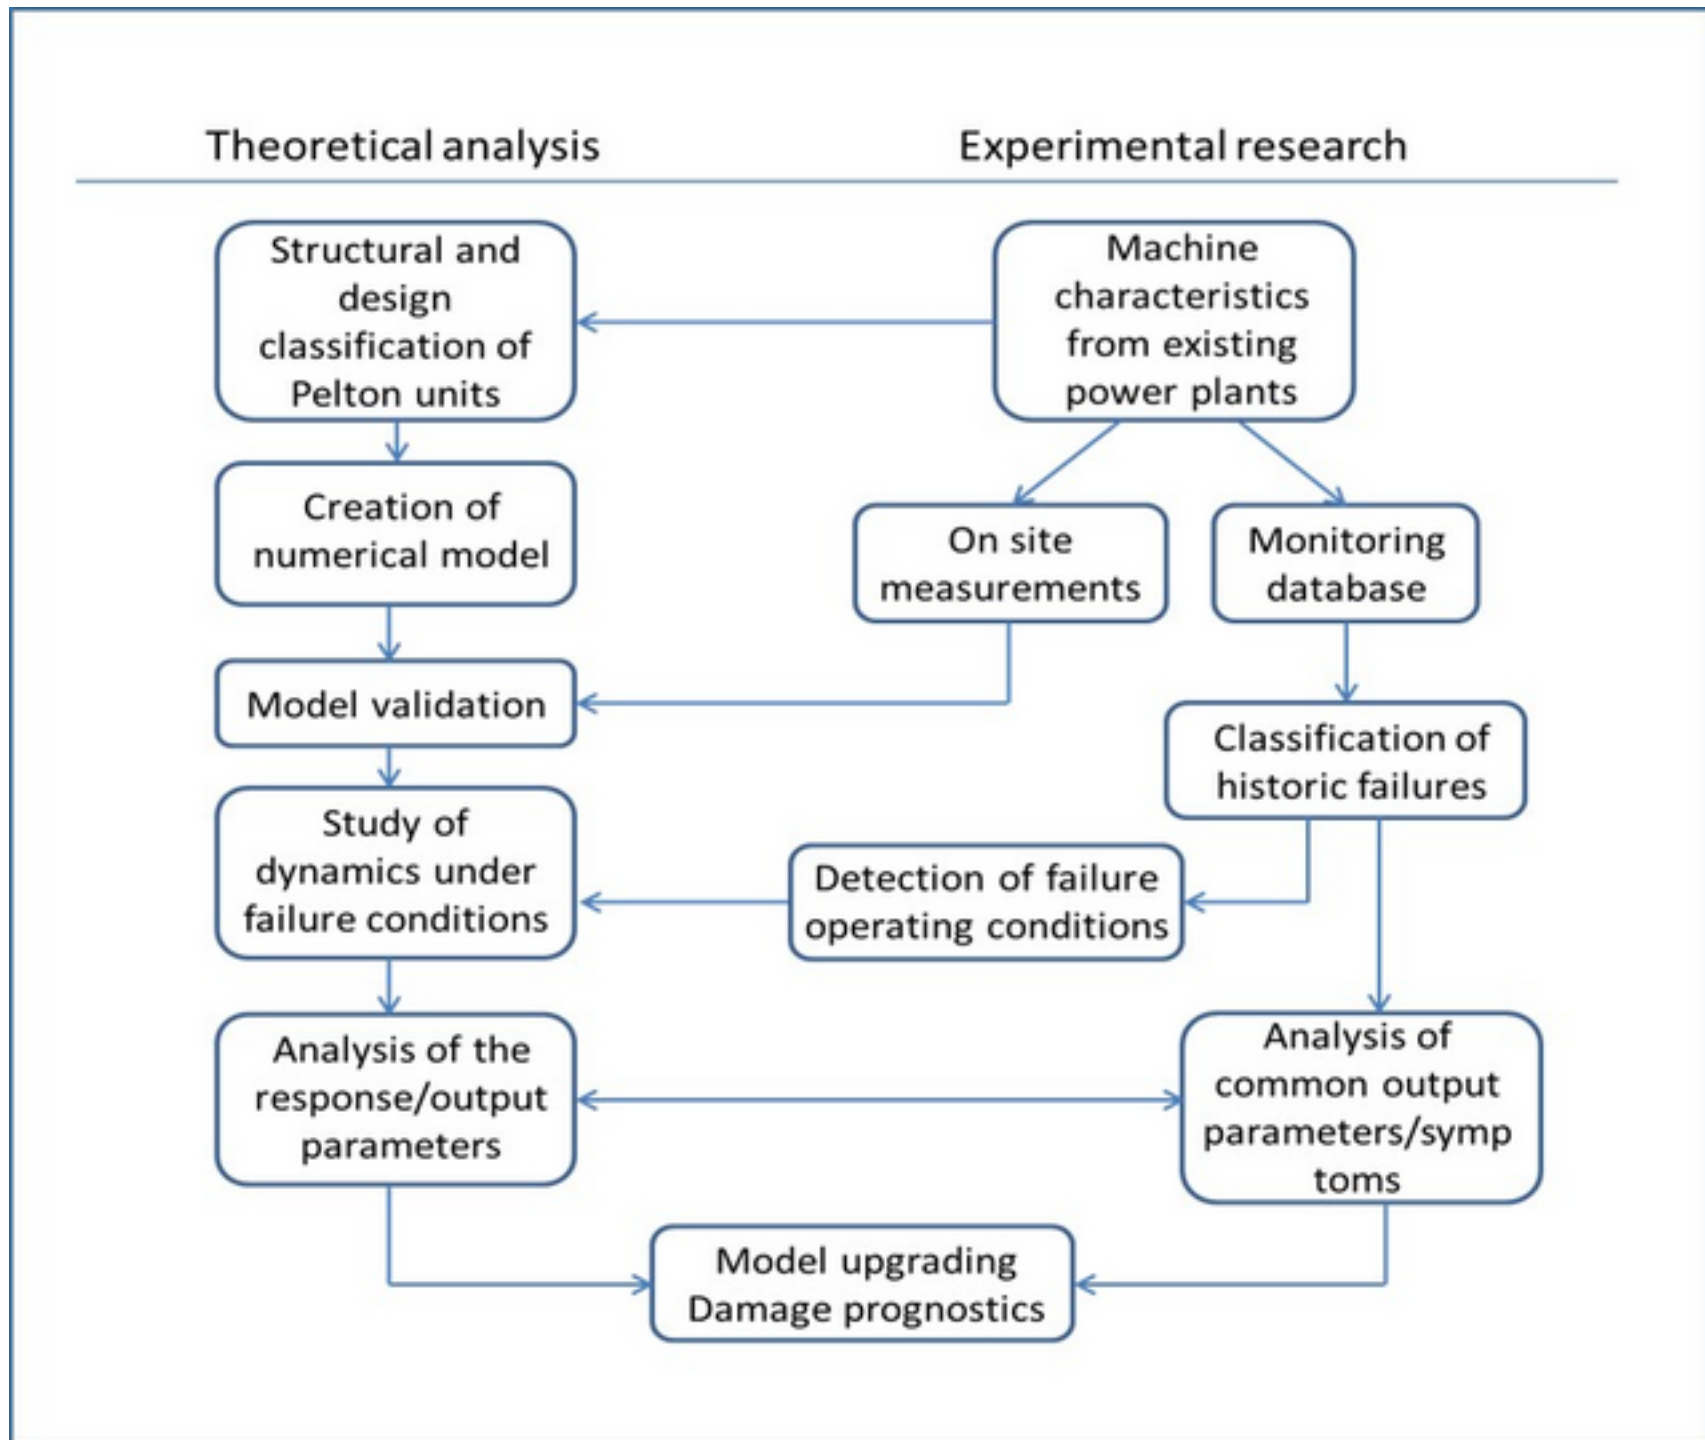 Theoretical analysis
Experimental research
Structural and
design
classification of
Pelton units
Machine
characteristics
from existing
power plants
Creation of
numerical model
On site
measurements
Monitoring
database
Model validation
Classification of
historic failures
Study of
dynamics under
failure conditions
Detection of failure
operating conditions
Analysis of the
response/output
parameters
Analysis of
common output
parameters/symp
toms
Model upgrading
Damage prognostics